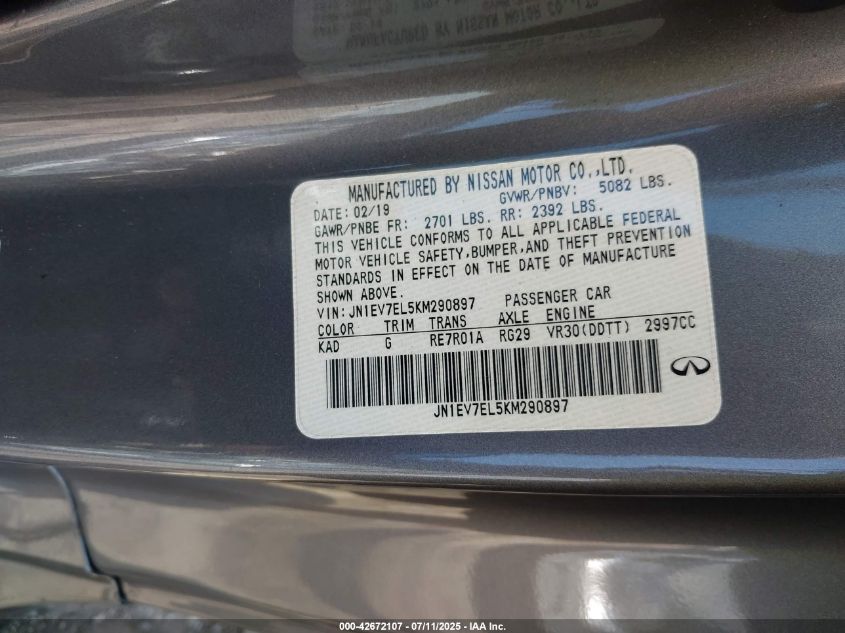 MANUFACTURED BY NISSAN MOTOR CO.,LTD.
DATE: 02/19 GVWR/PNBV: 5082 LBS.
GAWR/PNBE FR: 2701 LBS. RR: 2392 LBS.
THIS VEHICLE CONFORMS TO ALL APPLICABLE FEDERAL
MOTOR VEHICLE SAFETY,BUMPER,AND THEFT PREVENTION
STANDARDS IN EFFECT ON THE DATE OF MANUFACTURE
SHOWN ABOVE.
VIN: JN1EV7EL5KM290897 PASSENGER CAR
COLOR TRIM TRANS AXLE ENGINE
KAD G RE7R01A RG29 VR30(DDTT) 2997CC
JN1EV7EL5KM290897
000-42672107 - 07/11/2025 - IAA Inc.